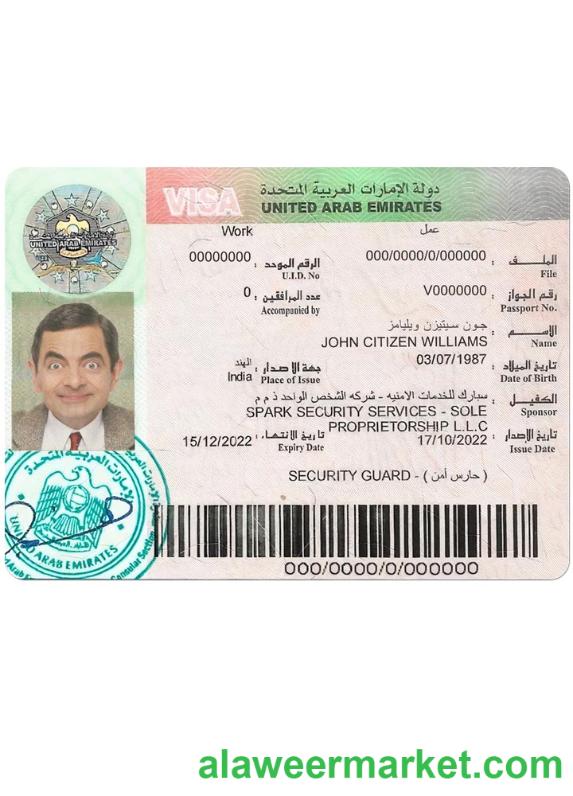 VISA
دولة الإمارات العربية المتحدة
UNITED ARAB EMIRATES
UNITED ARAB EMIRATES
Work
عمل
000/0000/0/000000 : الملف
File
00000000 : الرقم الموحد
U.I.D. No
V0000000 : رقم الجواز
Passport No.
0 : عدد المرافقين
Accompanied by
جون سيتيزن ويليامز : الاسم
JOHN CITIZEN WILLIAMS Name
03/07/1987 : تاريخ الميلاد
Date of Birth
الهند : جهة الاصدار
India Place of Issue
سبارك للخدمات الامنيه - شركه الشخص الواحد ذ م م : الكفيل
SPARK SECURITY SERVICES - SOLE Sponsor
PROPRIETORSHIP L.L.C
17/10/2022 : تاريخ الإصدار
Issue Date
15/12/2022 : تاريخ الانتهاء
Expiry Date
SECURITY GUARD - ( حارس أمن )
000/0000/0/000000
الإمارات العربية المتحدة
UNITED ARAB EMIRATES
Consular Section
alaweermarket.com